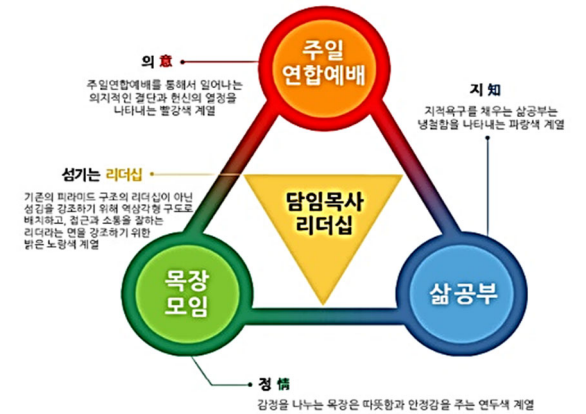 주일
연합예배
의 意
주일연합예배를 통해서 일어나는
의지적인 결단과 헌신의 열정을
나타내는 빨강색 계열
지 知
지적욕구를 채우는 삶공부는
냉철함을 나타내는 파랑색 계열
섬기는 리더십
기존의 피라미드 구조의 리더십이 아닌
섬김을 강조하기 위해 역삼각형 구도로
배치하고, 접근과 소통을 잘하는
리더라는 면을 강조하기 위한
밝은 노랑색 계열
담임목사
리더십
목장
모임
삶 공부
정 情
감정을 나누는 목장은 따뜻함과 안정감을 주는 연두색 계열